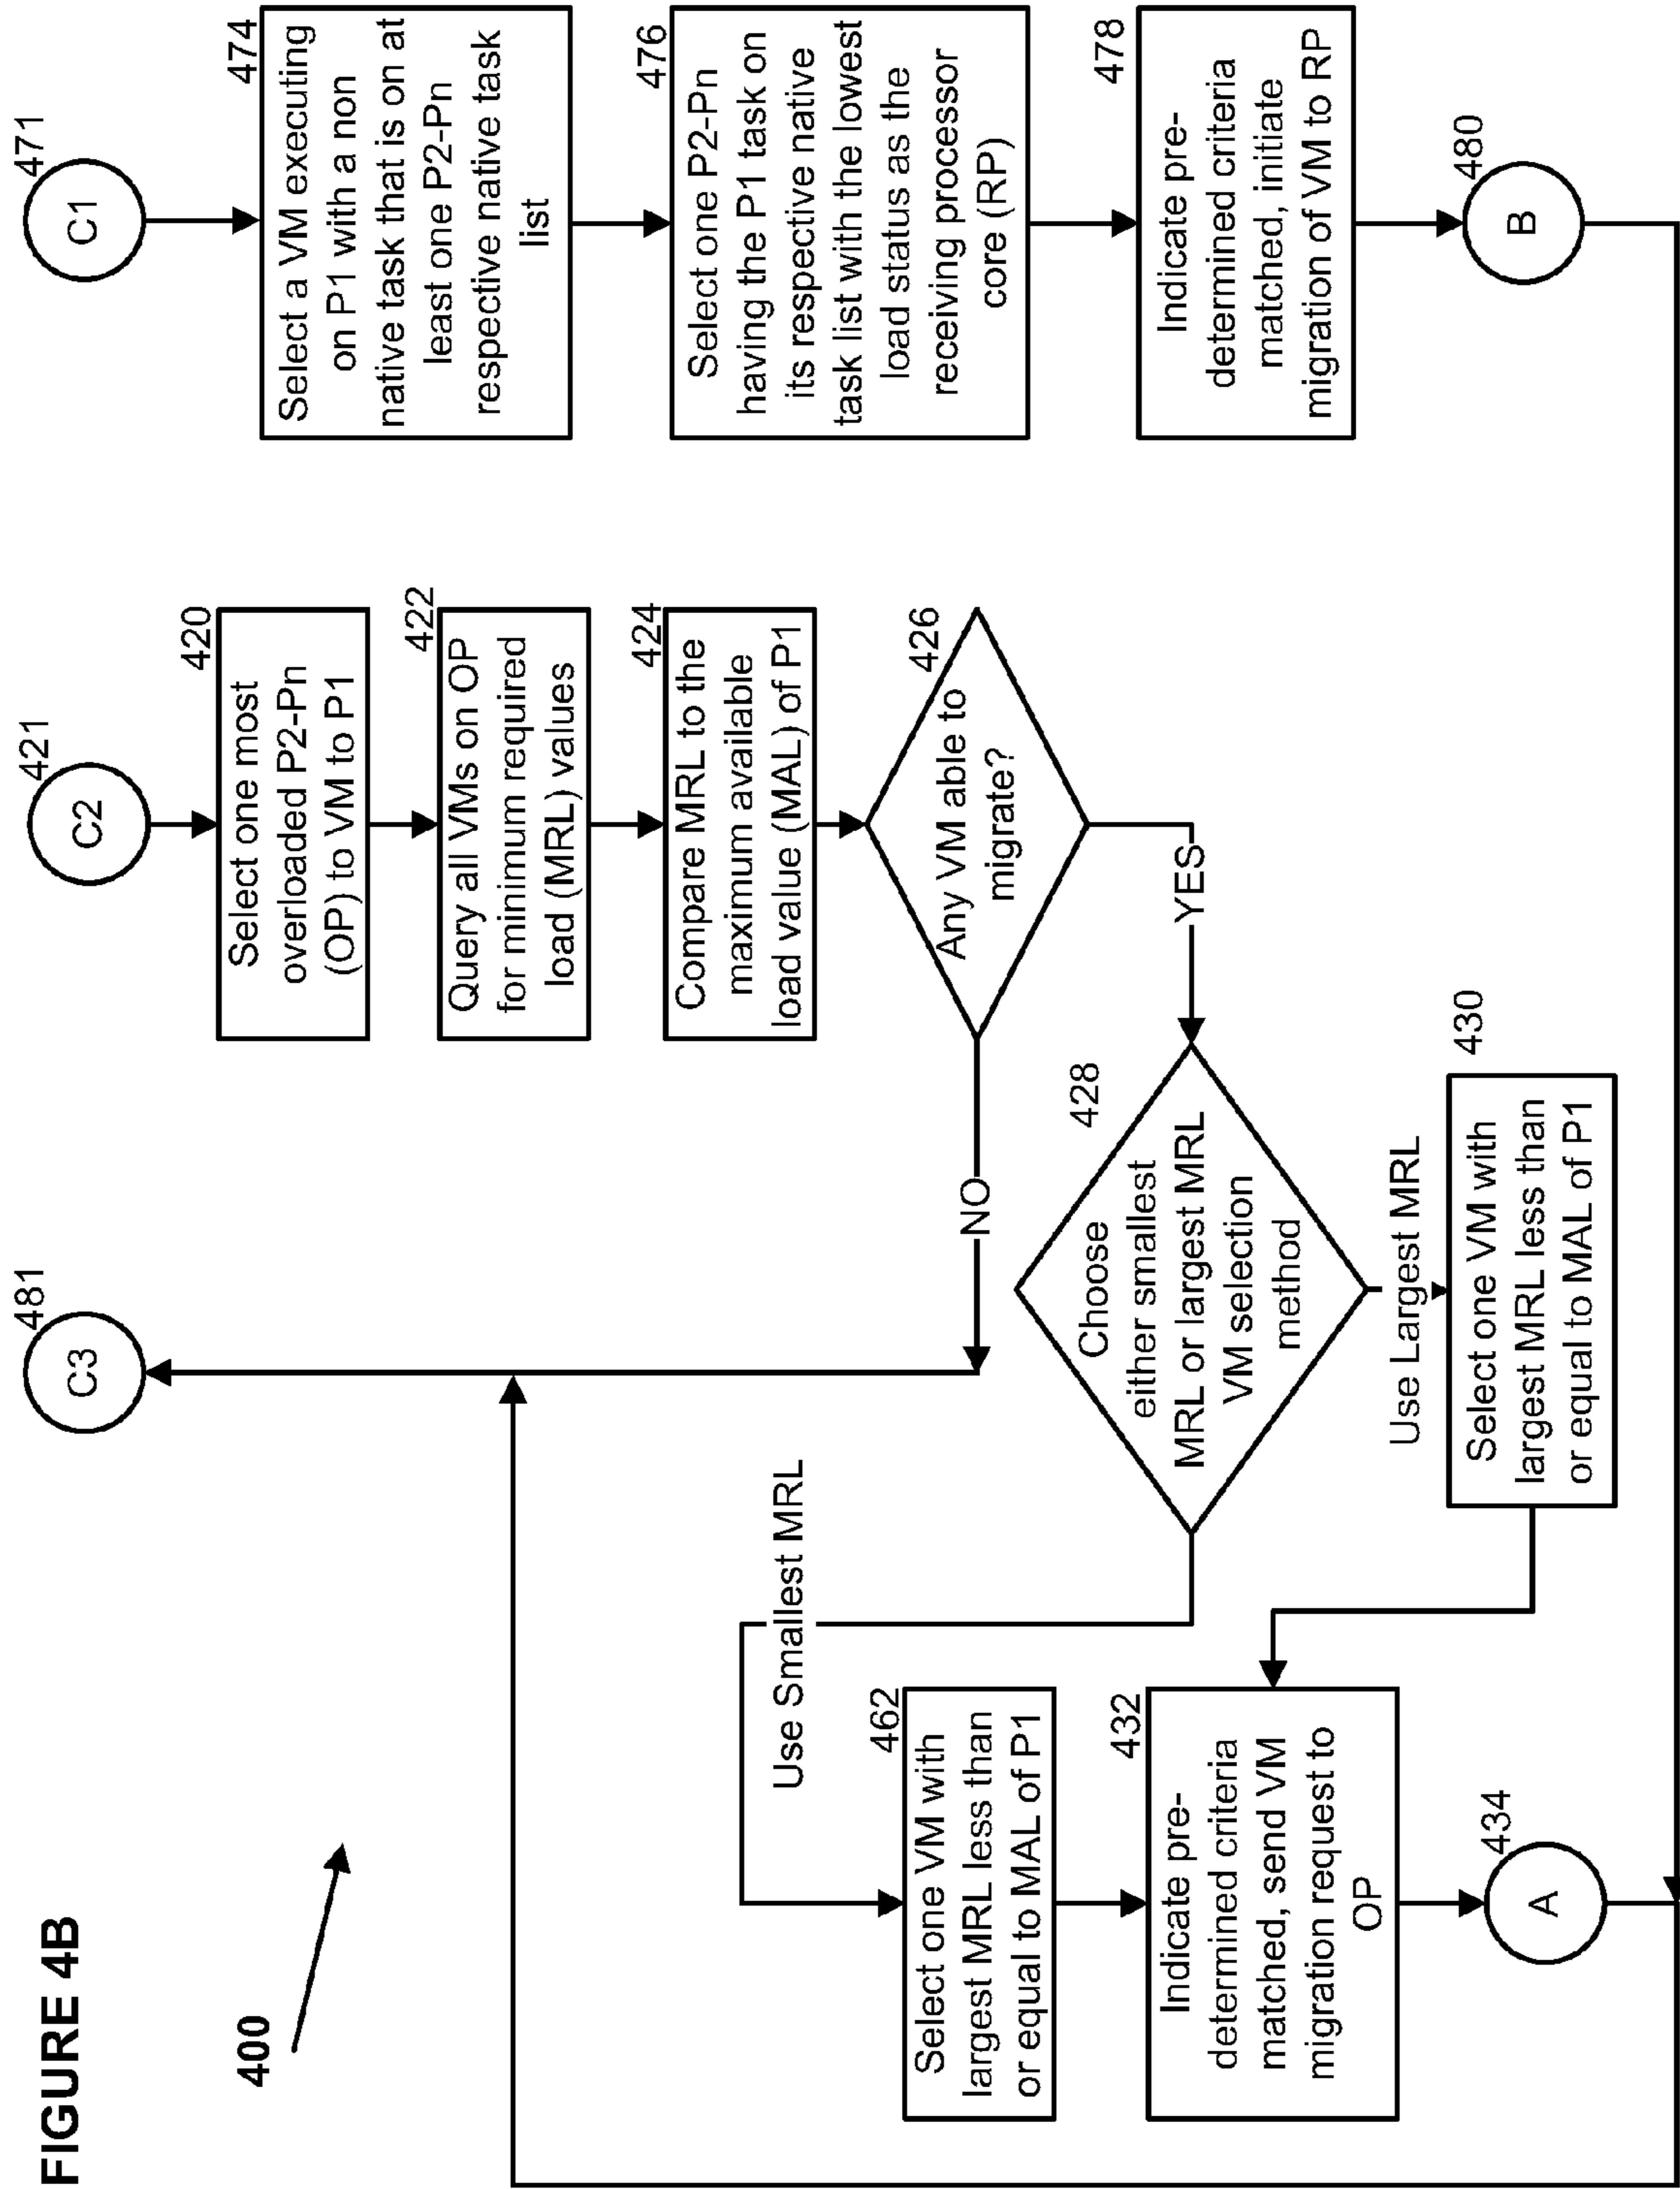 FIGURE 4B
400
C3
481
C2
421
420
Select one most
overloaded P2-Pn
(OP) to VM to P1
422
Query all VMs on OP
for minimum required
load (MRL) values
424
Compare MRL to the
maximum available
load value (MAL) of P1
426
Any VM able to
migrate?
NO
YES
428
Choose
either smallest
MRL or largest MRL
VM selection
method
Use Smallest MRL
Use Largest MRL
462
Select one VM with
largest MRL less than
or equal to MAL of P1
430
Select one VM with
largest MRL less than
or equal to MAL of P1
432
Indicate pre-
determined criteria
matched, send VM
migration request to
OP
434
A
C1
471
474
Select a VM executing
on P1 with a non
native task that is on at
least one P2-Pn
respective native task
list
476
Select one P2-Pn
having the P1 task on
its respective native
task list with the lowest
load status as the
receiving processor
core (RP)
478
Indicate pre-
determined criteria
matched, initiate
migration of VM to RP
480
B